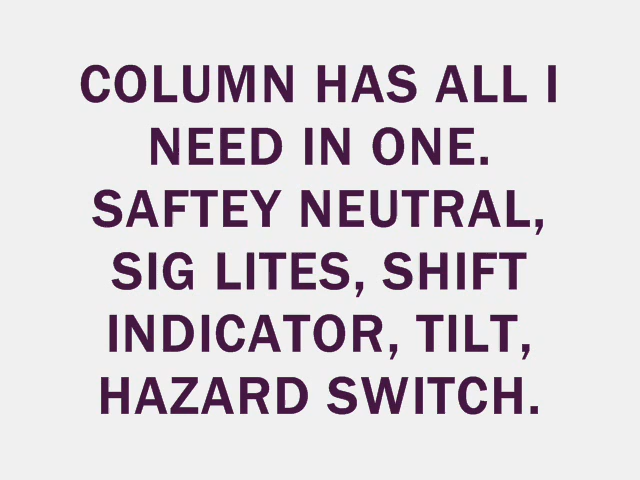 COLUMN HAS ALL I
NEED IN ONE.
SAFTEY NEUTRAL,
SIG LITES, SHIFT
INDICATOR, TILT,
HAZARD SWITCH.